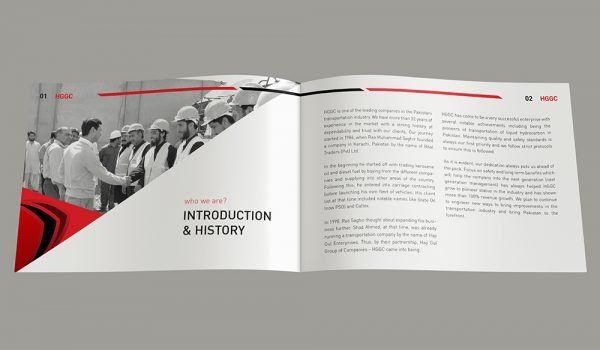 01 HGGC
who we are?
INTRODUCTION
& HISTORY
02 HGGC
HGGC is one of the leading companies in the Pakistani
transportation industry. We have more than 30 years of
experience in the market with a strong history of
dependability and trust with our clients. Our journey
started in 1986, when Rao Muhammad Saghir founded
a company in Karachi, Pakistan by the name of Bilal
Traders (Pvt) Ltd.
In the beginning he started off with trading kerosene
oil and diesel fuel by buying from the different compa-
nies and supplying into other areas of the country.
Following this, he entered into carriage contracting
before launching his own fleet of vehicles. His client
list at that time included notable names like State Oil
(now PSO) and Caltex.
In 1990, Rao Saghir thought about expanding his busi-
ness further. Shad Ahmed, at that time, was already
running a transportation company by the name of Hay
Gul Enterprises. Thus, by their partnership, Hay Gul
Group of Companies – HGGC came into being.
HGGC has come to be a very successful enterprise with
several notable achievements including being the
pioneers of transportation of liquid hydrocarbon in
Pakistan. Maintaining quality and safety standards is
always our first priority and we follow strict protocols
to ensure this is followed.
As it is evident, our dedication always puts us ahead of
the pack. Focus on safety and long term benefits which
will help the company into the next generation (next
generation management) has always helped HGGC
grow in pioneer status in the industry and has shown
more than 100% revenue growth. We plan to continue
to engineer new ways to bring improvements in the
transportation industry and bring Pakistan to the
forefront.